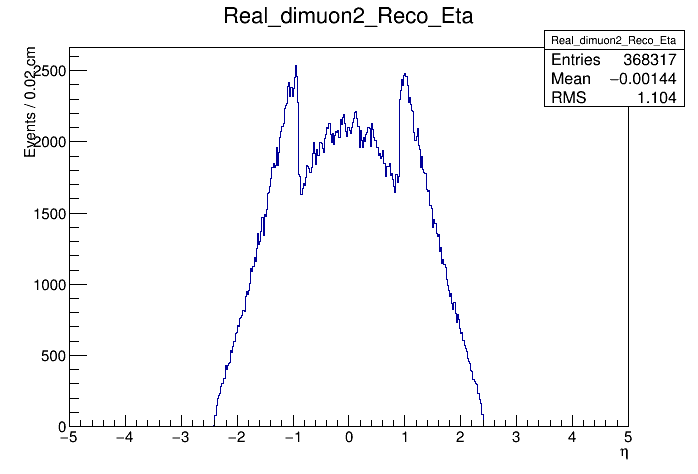 Real_dimuon2_Reco_Eta
Real_dimuon2_Reco_Eta
Entries 368317
Mean −0.00144
RMS 1.104
Events / 0.02 cm
2500
2000
1500
1000
500
0
−5 −4 −3 −2 −1 0 1 2 3 4 5
η